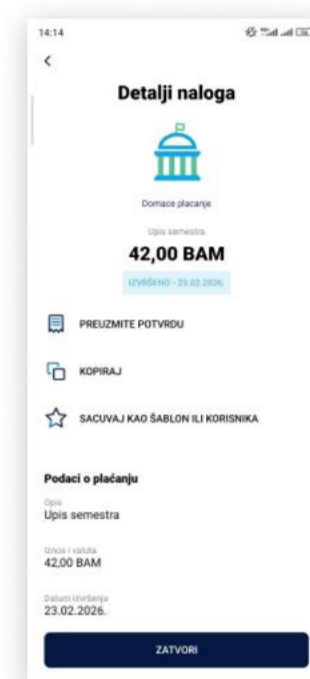 14:14
Detalji naloga
Domace placanje
Upis semestra
42,00 BAM
IZVRŠENO - 23.02.2026.
PREUZMITE POTVRDU
KOPIRAJ
SACUVAJ KAO ŠABLON ILI KORISNIKA
Podaci o plaćanju
Opis
Upis semestra
Iznos i valuta
42,00 BAM
Datum izvršenja
23.02.2026.
ZATVORI